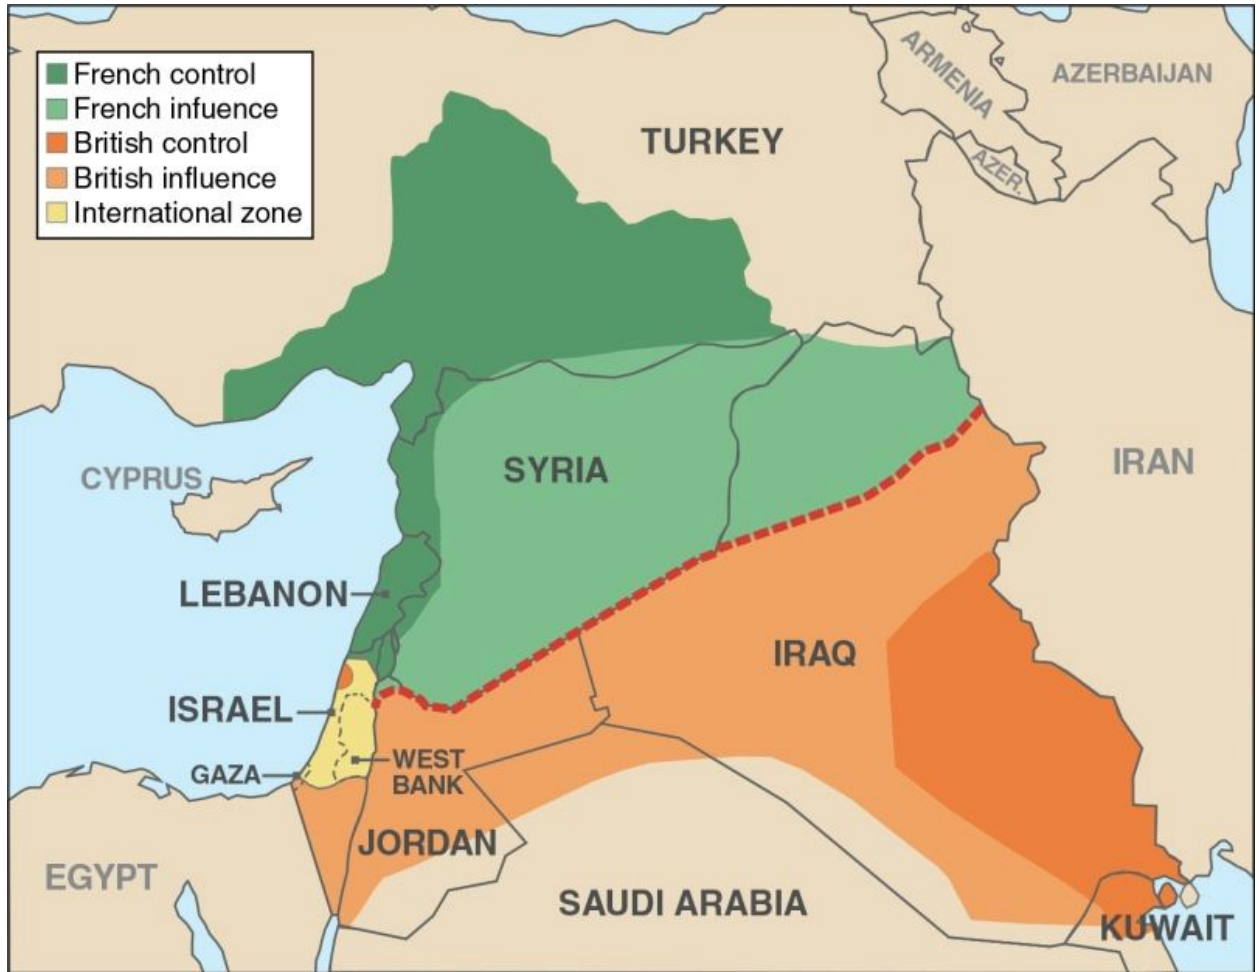 French control
French infuence
British control
British influence
International zone
TURKEY
ARMENIA
AZERBAIJAN
AZER.
IRAN
CYPRUS
SYRIA
LEBANON
IRAQ
ISRAEL
GAZA
WEST
BANK
JORDAN
EGYPT
SAUDI ARABIA
KUWAIT